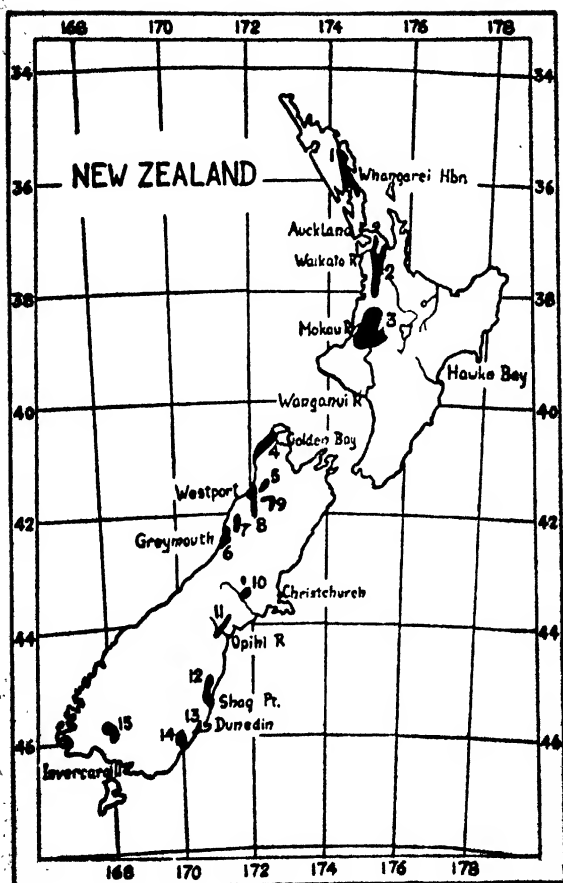 168 170 172 174 176 178
34 34
1
NEW ZEALAND
Whangarei Hbn
36 36
Auckland
Waikato R
2
38 38
3
Mokau R
Hawke Bay
Wanganui R
40 40
Golden Bay
4
5
Westport
9
8
7
42 42
Greymouth
6
10
Christchurch
11
44 44
Opihi R
12
Shag Pt.
13
Dunedin
15
14
46 46
Invercargill
168 170 172 174 176 178